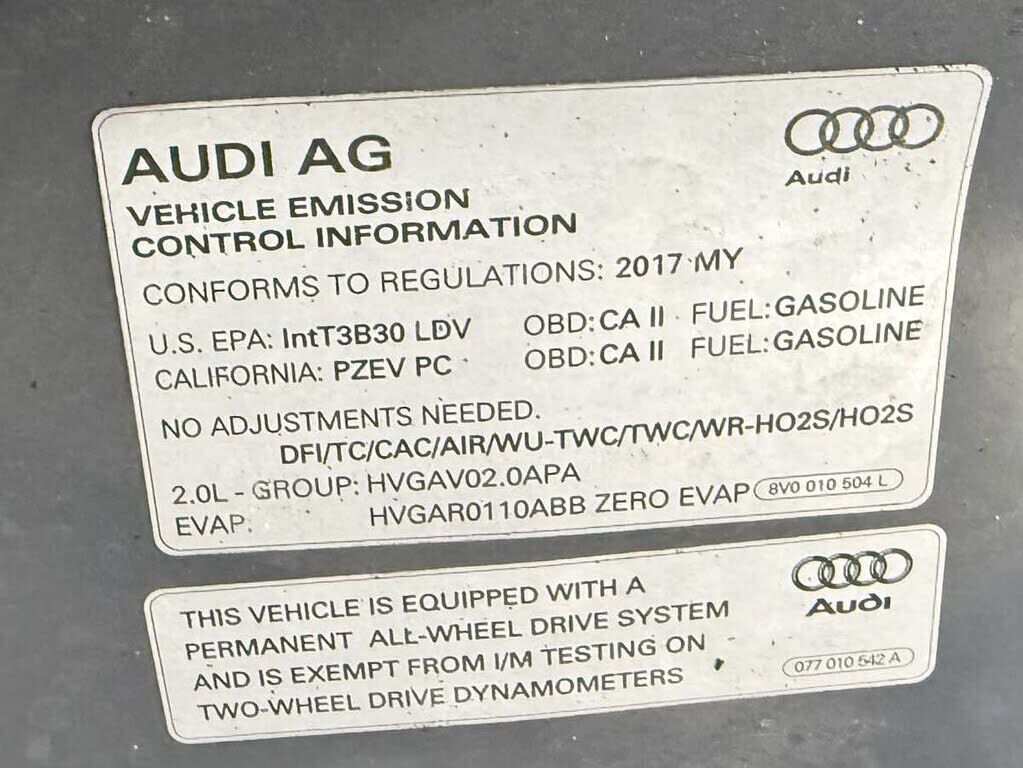 AUDI AG
Audi
VEHICLE EMISSION
CONTROL INFORMATION
CONFORMS TO REGULATIONS: 2017 MY
U.S. EPA: IntT3B30 LDV OBD: CA II FUEL: GASOLINE
CALIFORNIA: PZEV PC OBD: CA II FUEL: GASOLINE
NO ADJUSTMENTS NEEDED.
DFI/TC/CAC/AIR/WU-TWC/TWC/WR-HO2S/HO2S
2.0L - GROUP: HVGAV02.0APA
EVAP: HVGAR0110ABB ZERO EVAP 8V0 010 504 L
THIS VEHICLE IS EQUIPPED WITH A
PERMANENT ALL-WHEEL DRIVE SYSTEM
AND IS EXEMPT FROM I/M TESTING ON
TWO-WHEEL DRIVE DYNAMOMETERS
Audi
077 010 542 A